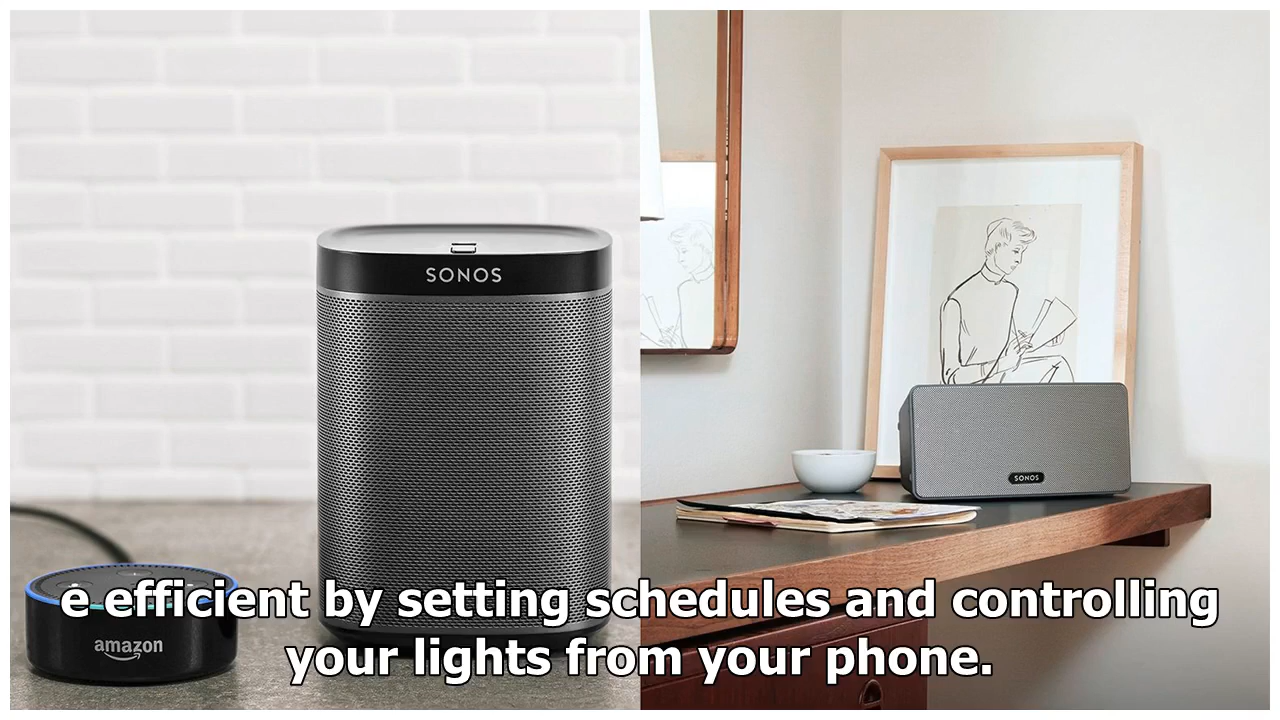 SONOS
SONOS
amazon
e efficient by setting schedules and controlling
your lights from your phone.